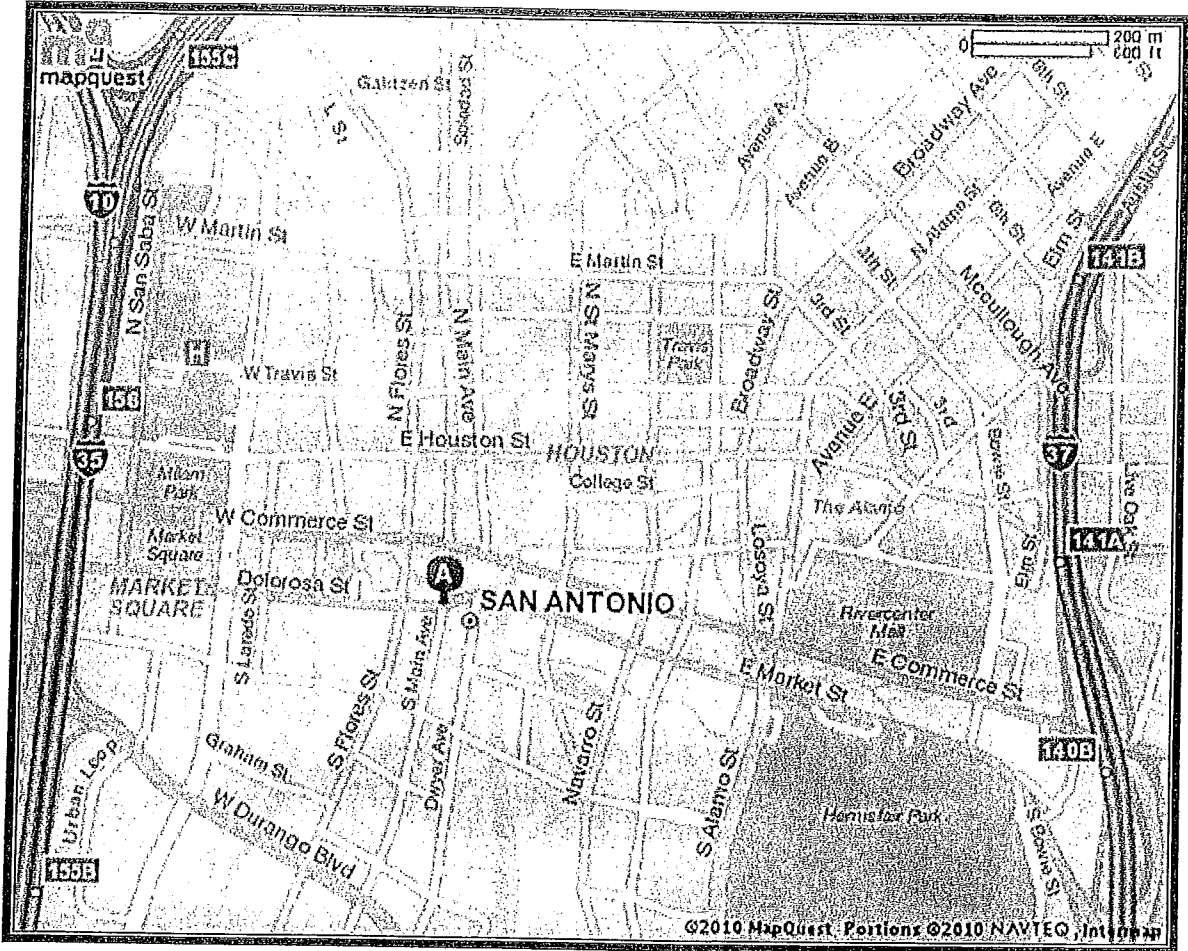 mapquest
155C
0
200 m
600 ft
Soledad St
L St
Avenue A
Avenue B
Broadway Ave
6th St
Avenue E
10
N San Saba St
W Martin St
E Martin St
N Alamo St
6th St
Elm St
141B
4th St
Mccullough Ave
3rd St
N Flores St
N Main Ave
N St Marys St
Travis
Park
Broadway St
H
W Travis St
156
3rd St
3rd
Avenue E
E Houston St
HOUSTON
35
37
Bowie St
Milam
Park
College St
The Alamo
W Commerce St
Market
Square
Losoya St
Elm St
141A
A
MARKET
SQUARE
Dolorosa St
SAN ANTONIO
Rivercenter
Mall
S Laredo St
S Main Ave
E Commerce St
E Market St
S Flores St
Graham St
Dwyer Ave
Navarro St
S Alamo St
140B
Urban Loop
W Durango Blvd
Hemisfair Park
S Bowie St
155B
©2010 MapQuest Portions ©2010 NAVTEQ, Intermap